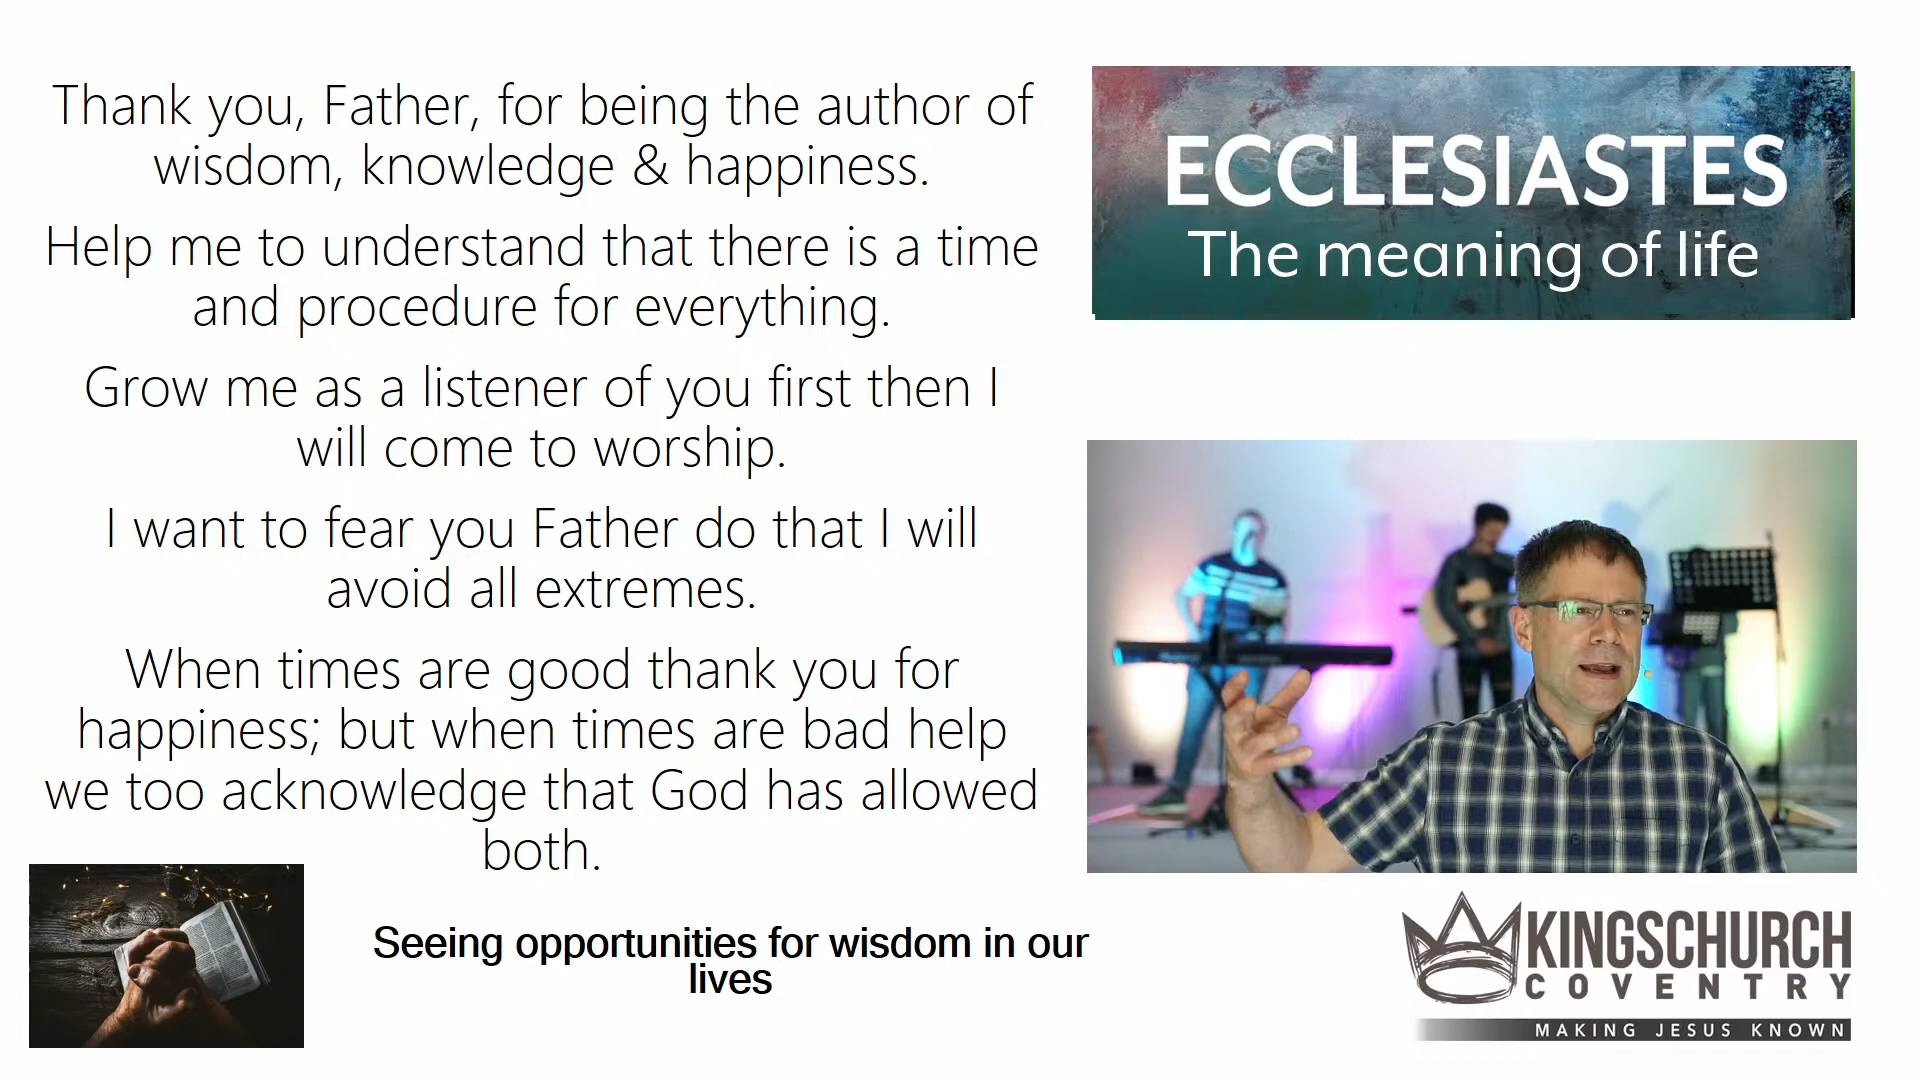 Thank you, Father, for being the author of
wisdom, knowledge & happiness.
Help me to understand that there is a time
and procedure for everything.
Grow me as a listener of you first then I
will come to worship.
I want to fear you Father do that I will
avoid all extremes.
When times are good thank you for
happiness; but when times are bad help
we too acknowledge that God has allowed
both.
Seeing opportunities for wisdom in our
lives
ECCLESIASTES
The meaning of life
KINGSCHURCH
COVENTRY
MAKING JESUS KNOWN